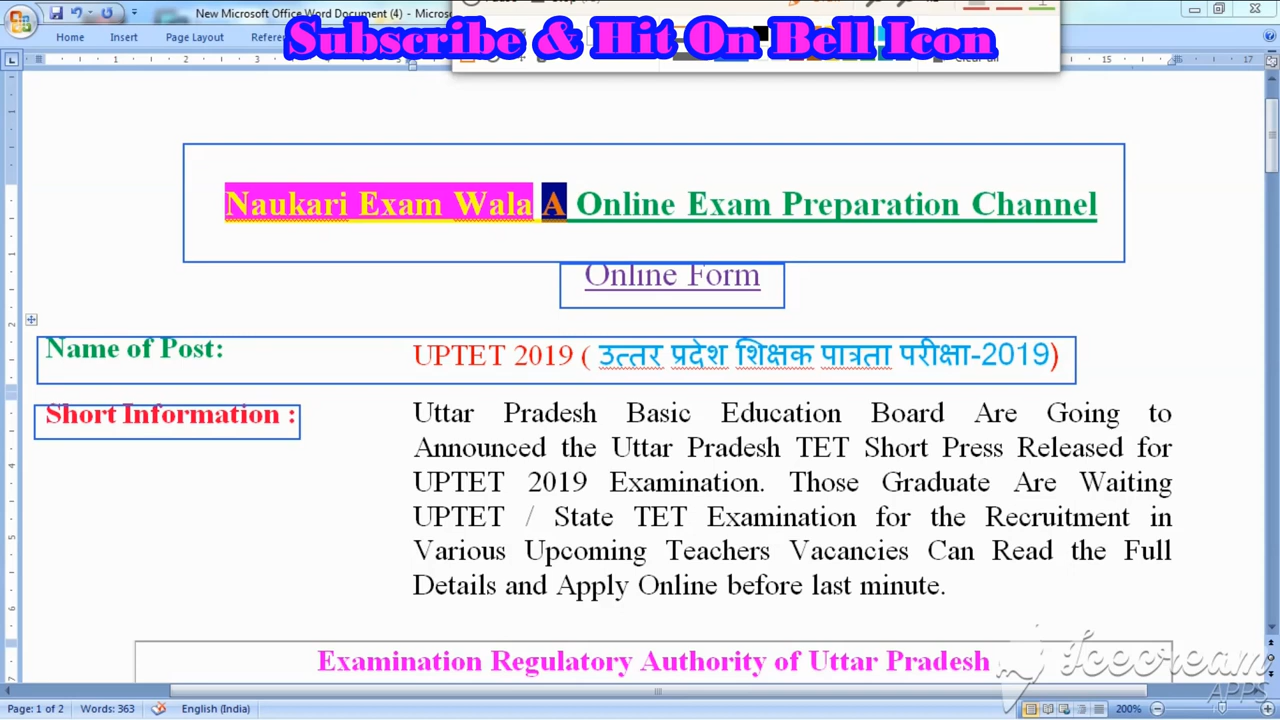 New Microsoft Office Word Document (4) - Micros
Subscribe & Hit On Bell Icon
Home Insert Page Layout Refere
Clear all
Naukari Exam Wala A Online Exam Preparation Channel
Online Form
Name of Post: UPTET 2019 ( उत्तर प्रदेश शिक्षक पात्रता परीक्षा-2019)
Short Information : Uttar Pradesh Basic Education Board Are Going to
Announced the Uttar Pradesh TET Short Press Released for
UPTET 2019 Examination. Those Graduate Are Waiting
UPTET / State TET Examination for the Recruitment in
Various Upcoming Teachers Vacancies Can Read the Full
Details and Apply Online before last minute.
Examination Regulatory Authority of Uttar Pradesh
Icecream
APPS
Page: 1 of 2 Words: 363 English (India) 200%